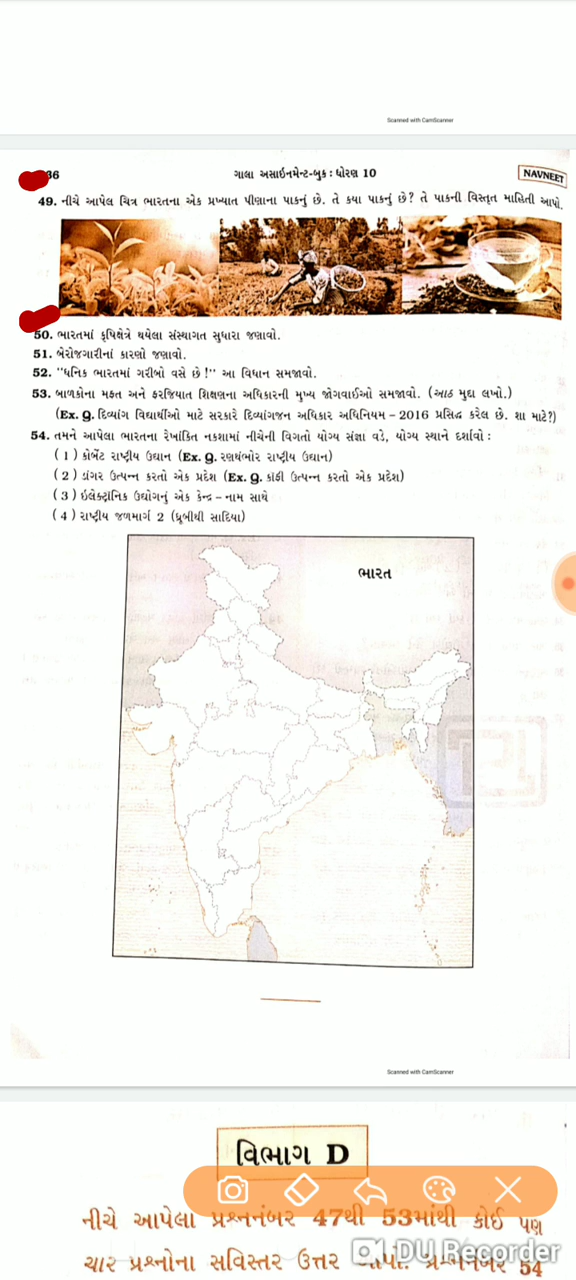 Scanned with CamScanner
36 ગાલા અસાઇનમેન્ટ-બુક : ધોરણ 10 NAVNEET
49. નીચે આપેલ ચિત્ર ભારતના એક પ્રખ્યાત પીણાના પાકનું છે. તે કયા પાકનું છે? તે પાકની વિસ્તૃત માહિતી આપો.
50. ભારતમાં કૃષિક્ષેત્રે થયેલા સંસ્થાગત સુધારા જણાવો.
51. બેરોજગારીનાં કારણો જણાવો.
52. “ધનિક ભારતમાં ગરીબો વસે છે !” આ વિધાન સમજાવો.
53. બાળકોના મફત અને ફરજિયાત શિક્ષણના અધિકારની મુખ્ય જોગવાઈઓ સમજાવો. (આઠ મુદ્દા લખો.)
(Ex. g. દિવ્યાંગ વિદ્યાર્થીઓ માટે સરકારે દિવ્યાંગજન અધિકાર અધિનિયમ – 2016 પ્રસિદ્ધ કરેલ છે. શા માટે?)
54. તમને આપેલા ભારતના રેખાંકિત નકશામાં નીચેની વિગતો યોગ્ય સંજ્ઞા વડે, યોગ્ય સ્થાને દર્શાવો :
( 1 ) કોર્બેટ રાષ્ટ્રીય ઉદ્યાન (Ex. g. રણથંભોર રાષ્ટ્રીય ઉદ્યાન)
( 2 ) ડાંગર ઉત્પન્ન કરતો એક પ્રદેશ (Ex. g. કૉફી ઉત્પન્ન કરતો એક પ્રદેશ)
( 3 ) ઇલેક્ટ્રૉનિક ઉદ્યોગનું એક કેન્દ્ર – નામ સાથે
( 4 ) રાષ્ટ્રીય જળમાર્ગ 2 (ધુબ્રીથી સાદિયા)
ભારત
Scanned with CamScanner
વિભાગ D
નીચે આપેલા પ્રશ્નનંબર 47થી 53માંથી કોઈ પણ
ચાર પ્રશ્નોના સવિસ્તર ઉત્તર આપો. પ્રશ્નનંબર 54
DU Recorder